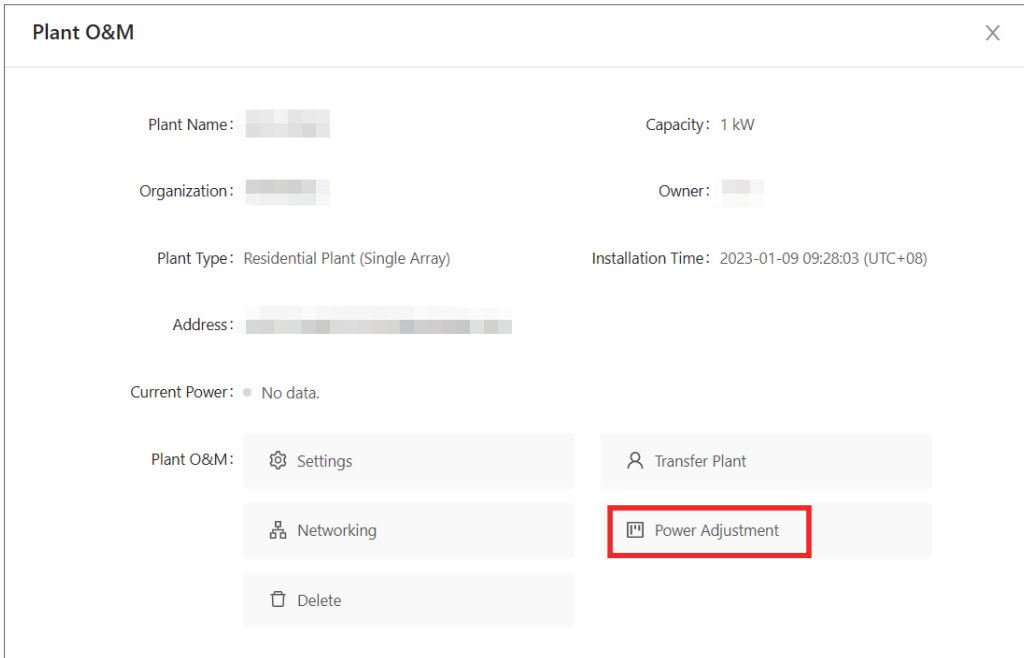 Plant O&M
Plant Name:
Capacity: 1 kW
Organization:
Owner:
Plant Type: Residential Plant (Single Array)
Installation Time: 2023-01-09 09:28:03 (UTC+08)
Address:
Current Power: No data.
Plant O&M:
Settings
Transfer Plant
Networking
Power Adjustment
Delete